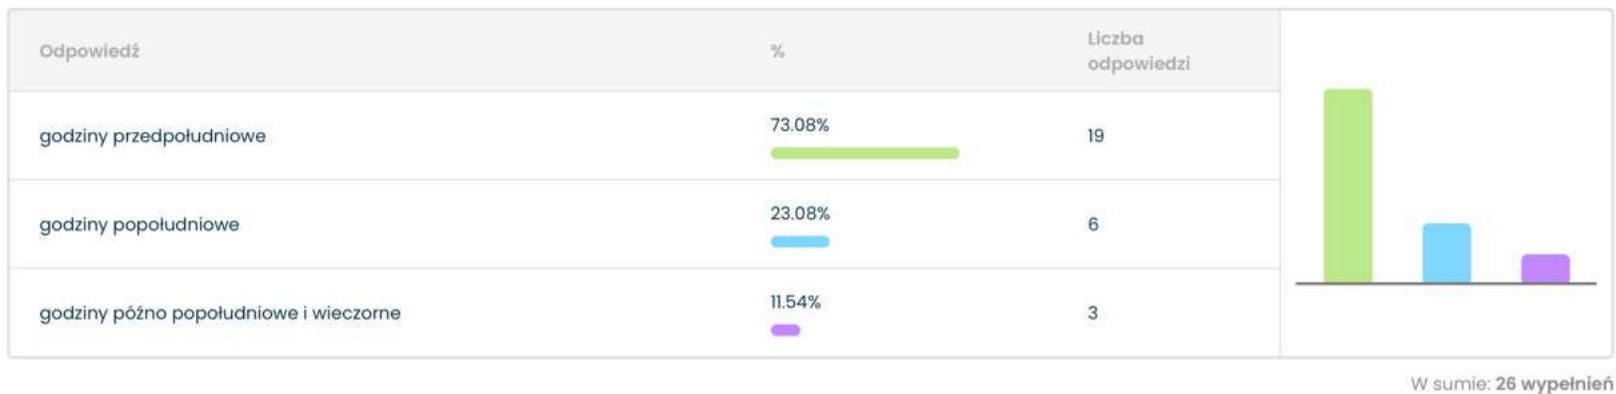 Odpowiedź % Liczba odpowiedzi
godziny przedpołudniowe 73.08% 19
godziny popołudniowe 23.08% 6
godziny późno popołudniowe i wieczorne 11.54% 3
W sumie: 26 wypełnień